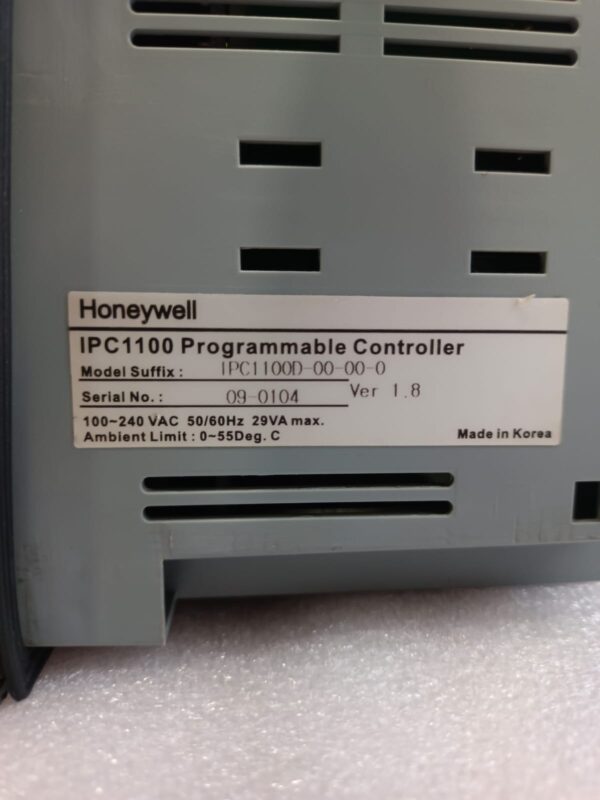 Honeywell
IPC1100 Programmable Controller
Model Suffix : IPC1100D-00-00-0
Serial No. : 09-0104 Ver 1.8
100~240 VAC 50/60Hz 29VA max.
Ambient Limit : 0~55Deg. C Made in Korea